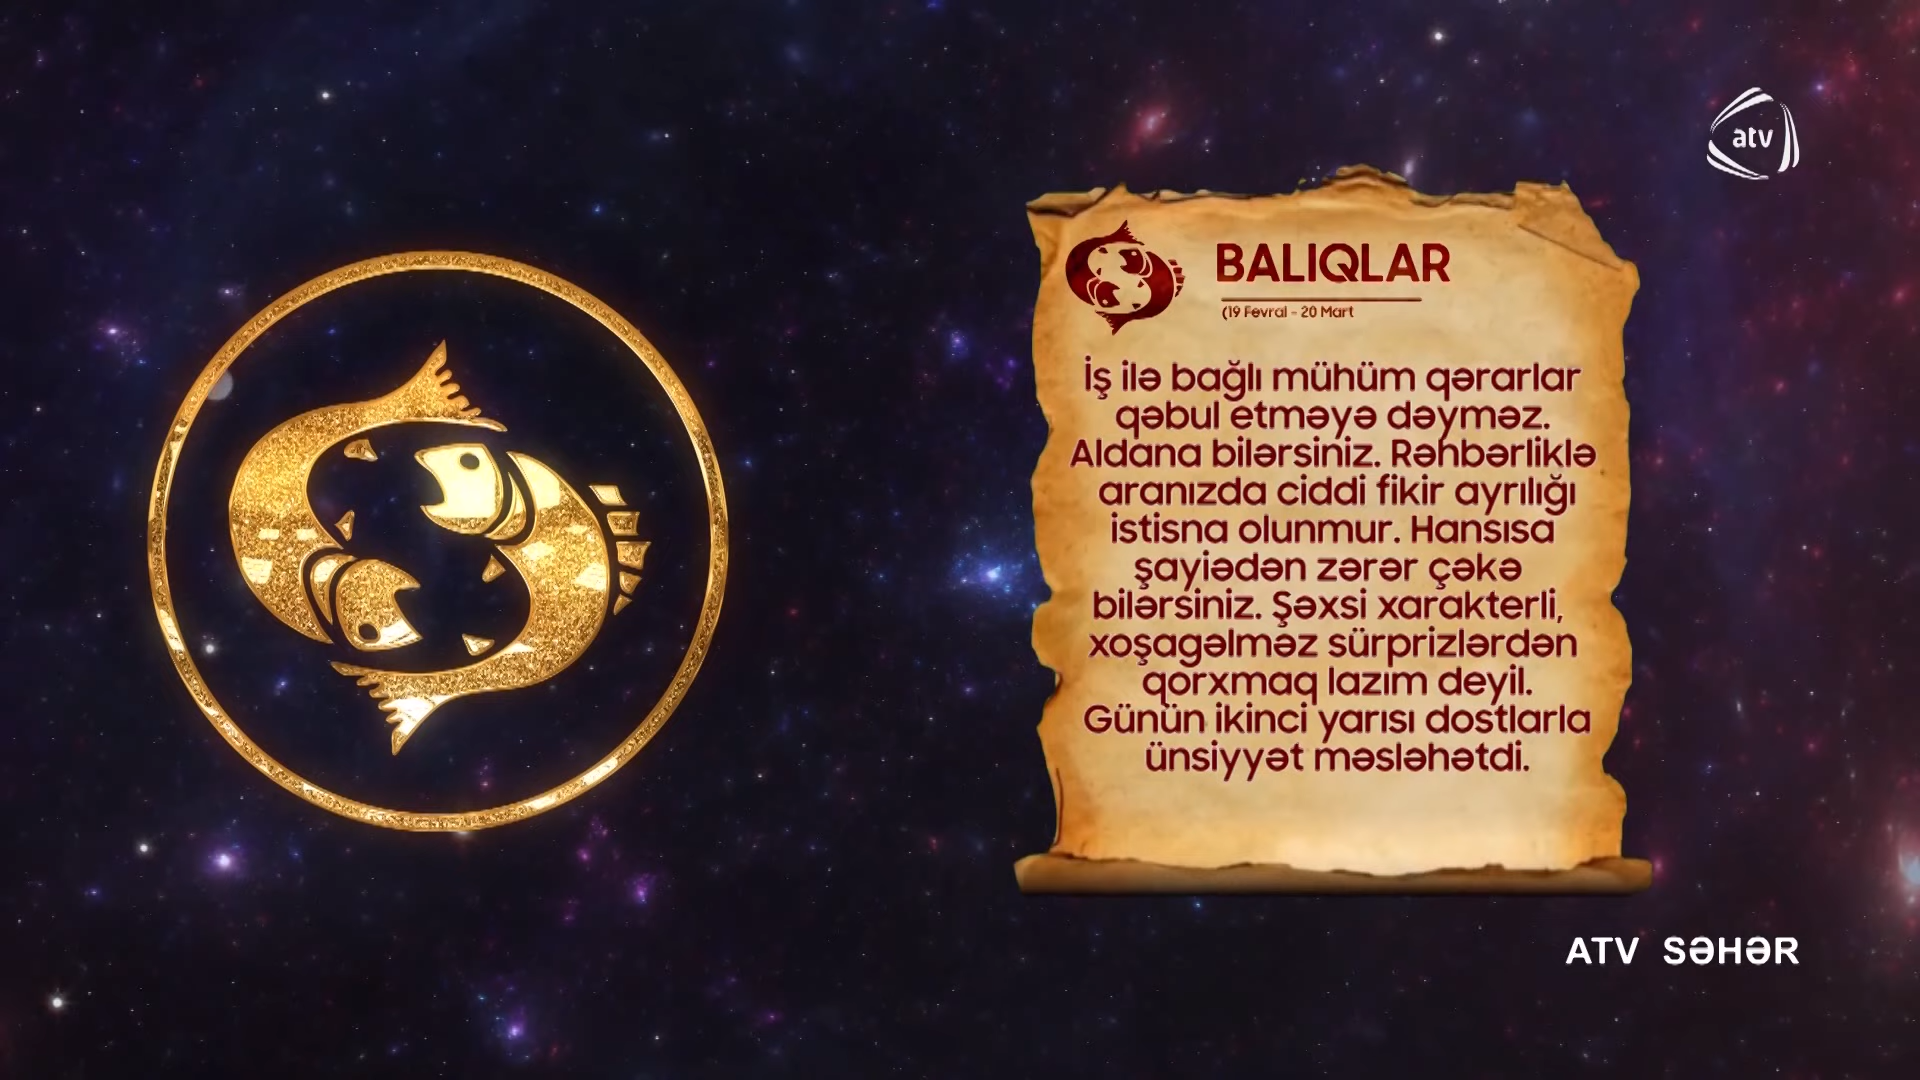 atv
BALIQLAR
(19 Fevral - 20 Mart
İş ilə bağlı mühüm qərarlar
qəbul etməyə dəyməz.
Aldana bilərsiniz. Rəhbərliklə
aranızda ciddi fikir ayrılığı
istisna olunmur. Hansısa
şayiədən zərər çəkə
bilərsiniz. Şəxsi xarakterli,
xoşagəlməz sürprizlərdən
qorxmaq lazım deyil.
Günün ikinci yarısı dostlarla
ünsiyyət məsləhətdi.
ATV SƏHƏR